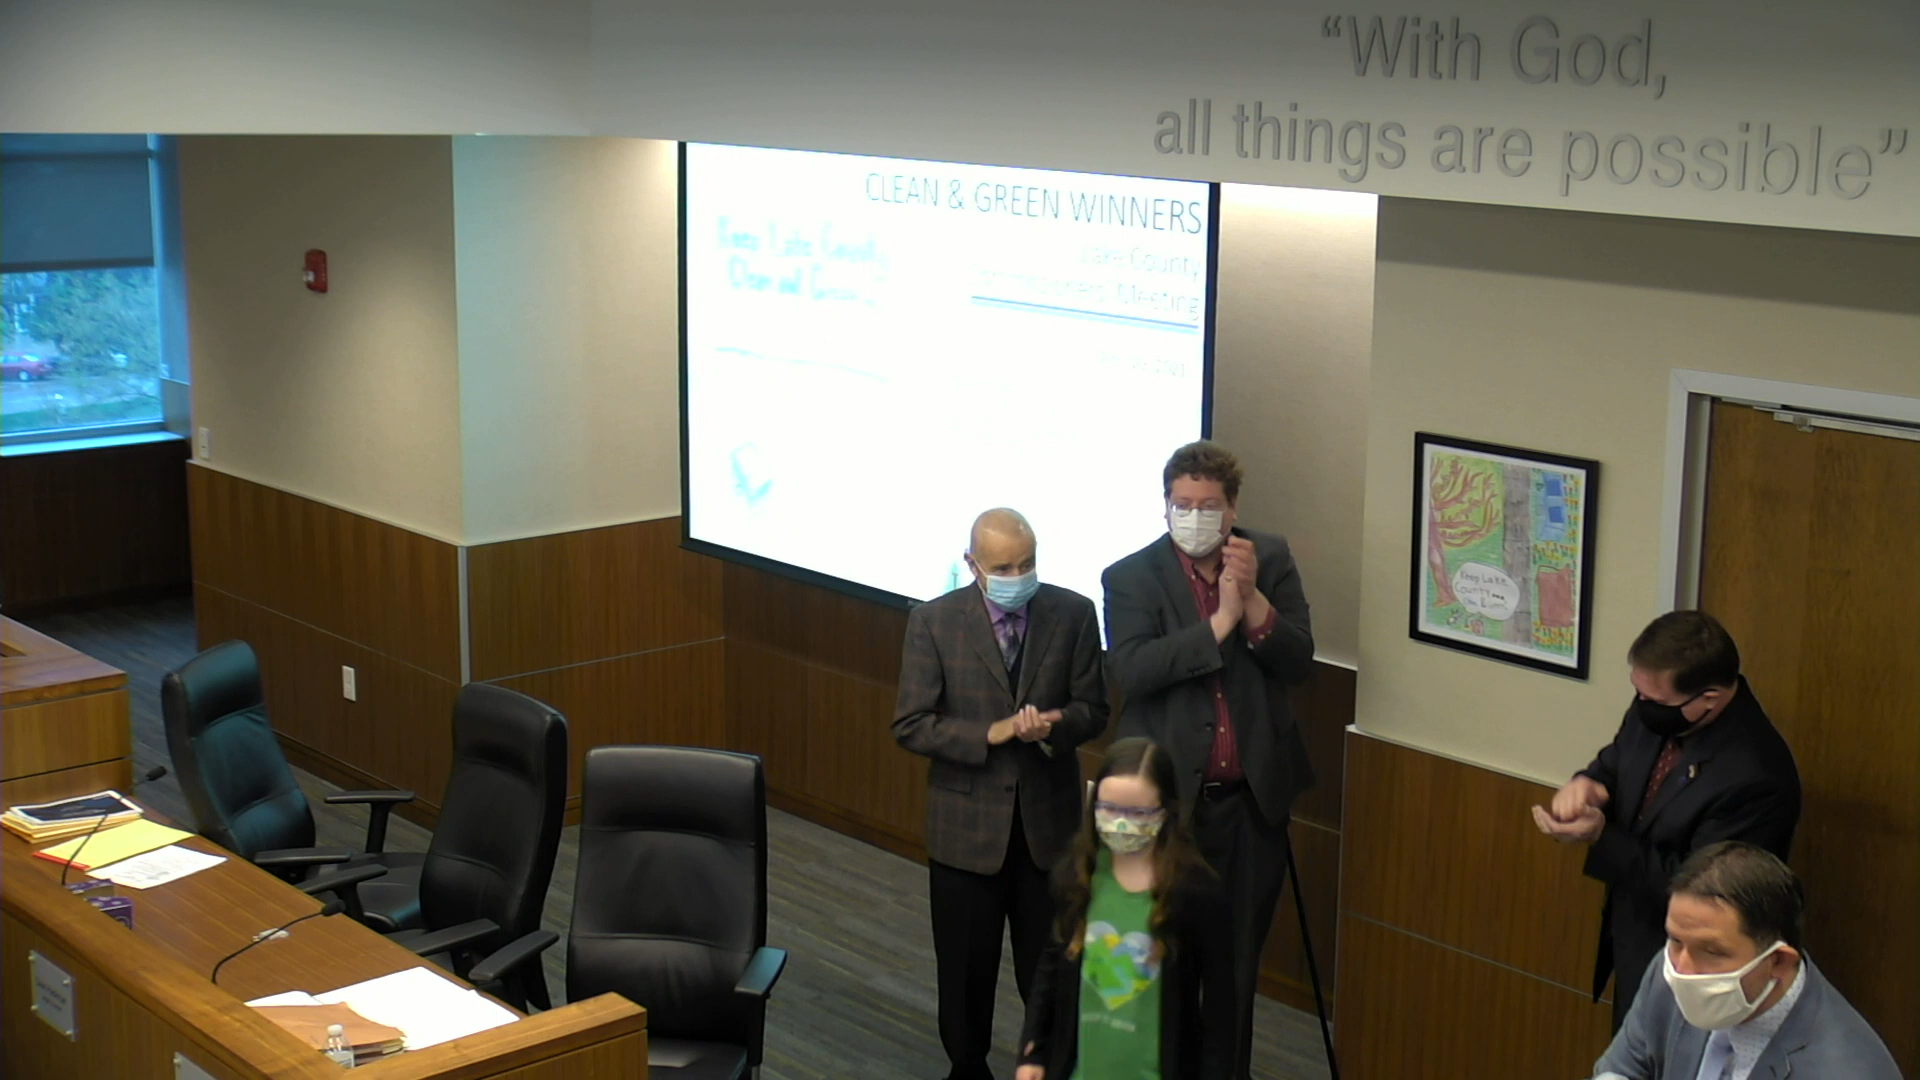 “With God,
all things are possible”
CLEAN & GREEN WINNERS
Keep Lake County
Clean and Green
Lake County
Commissioners Meeting
Keep Lake
County